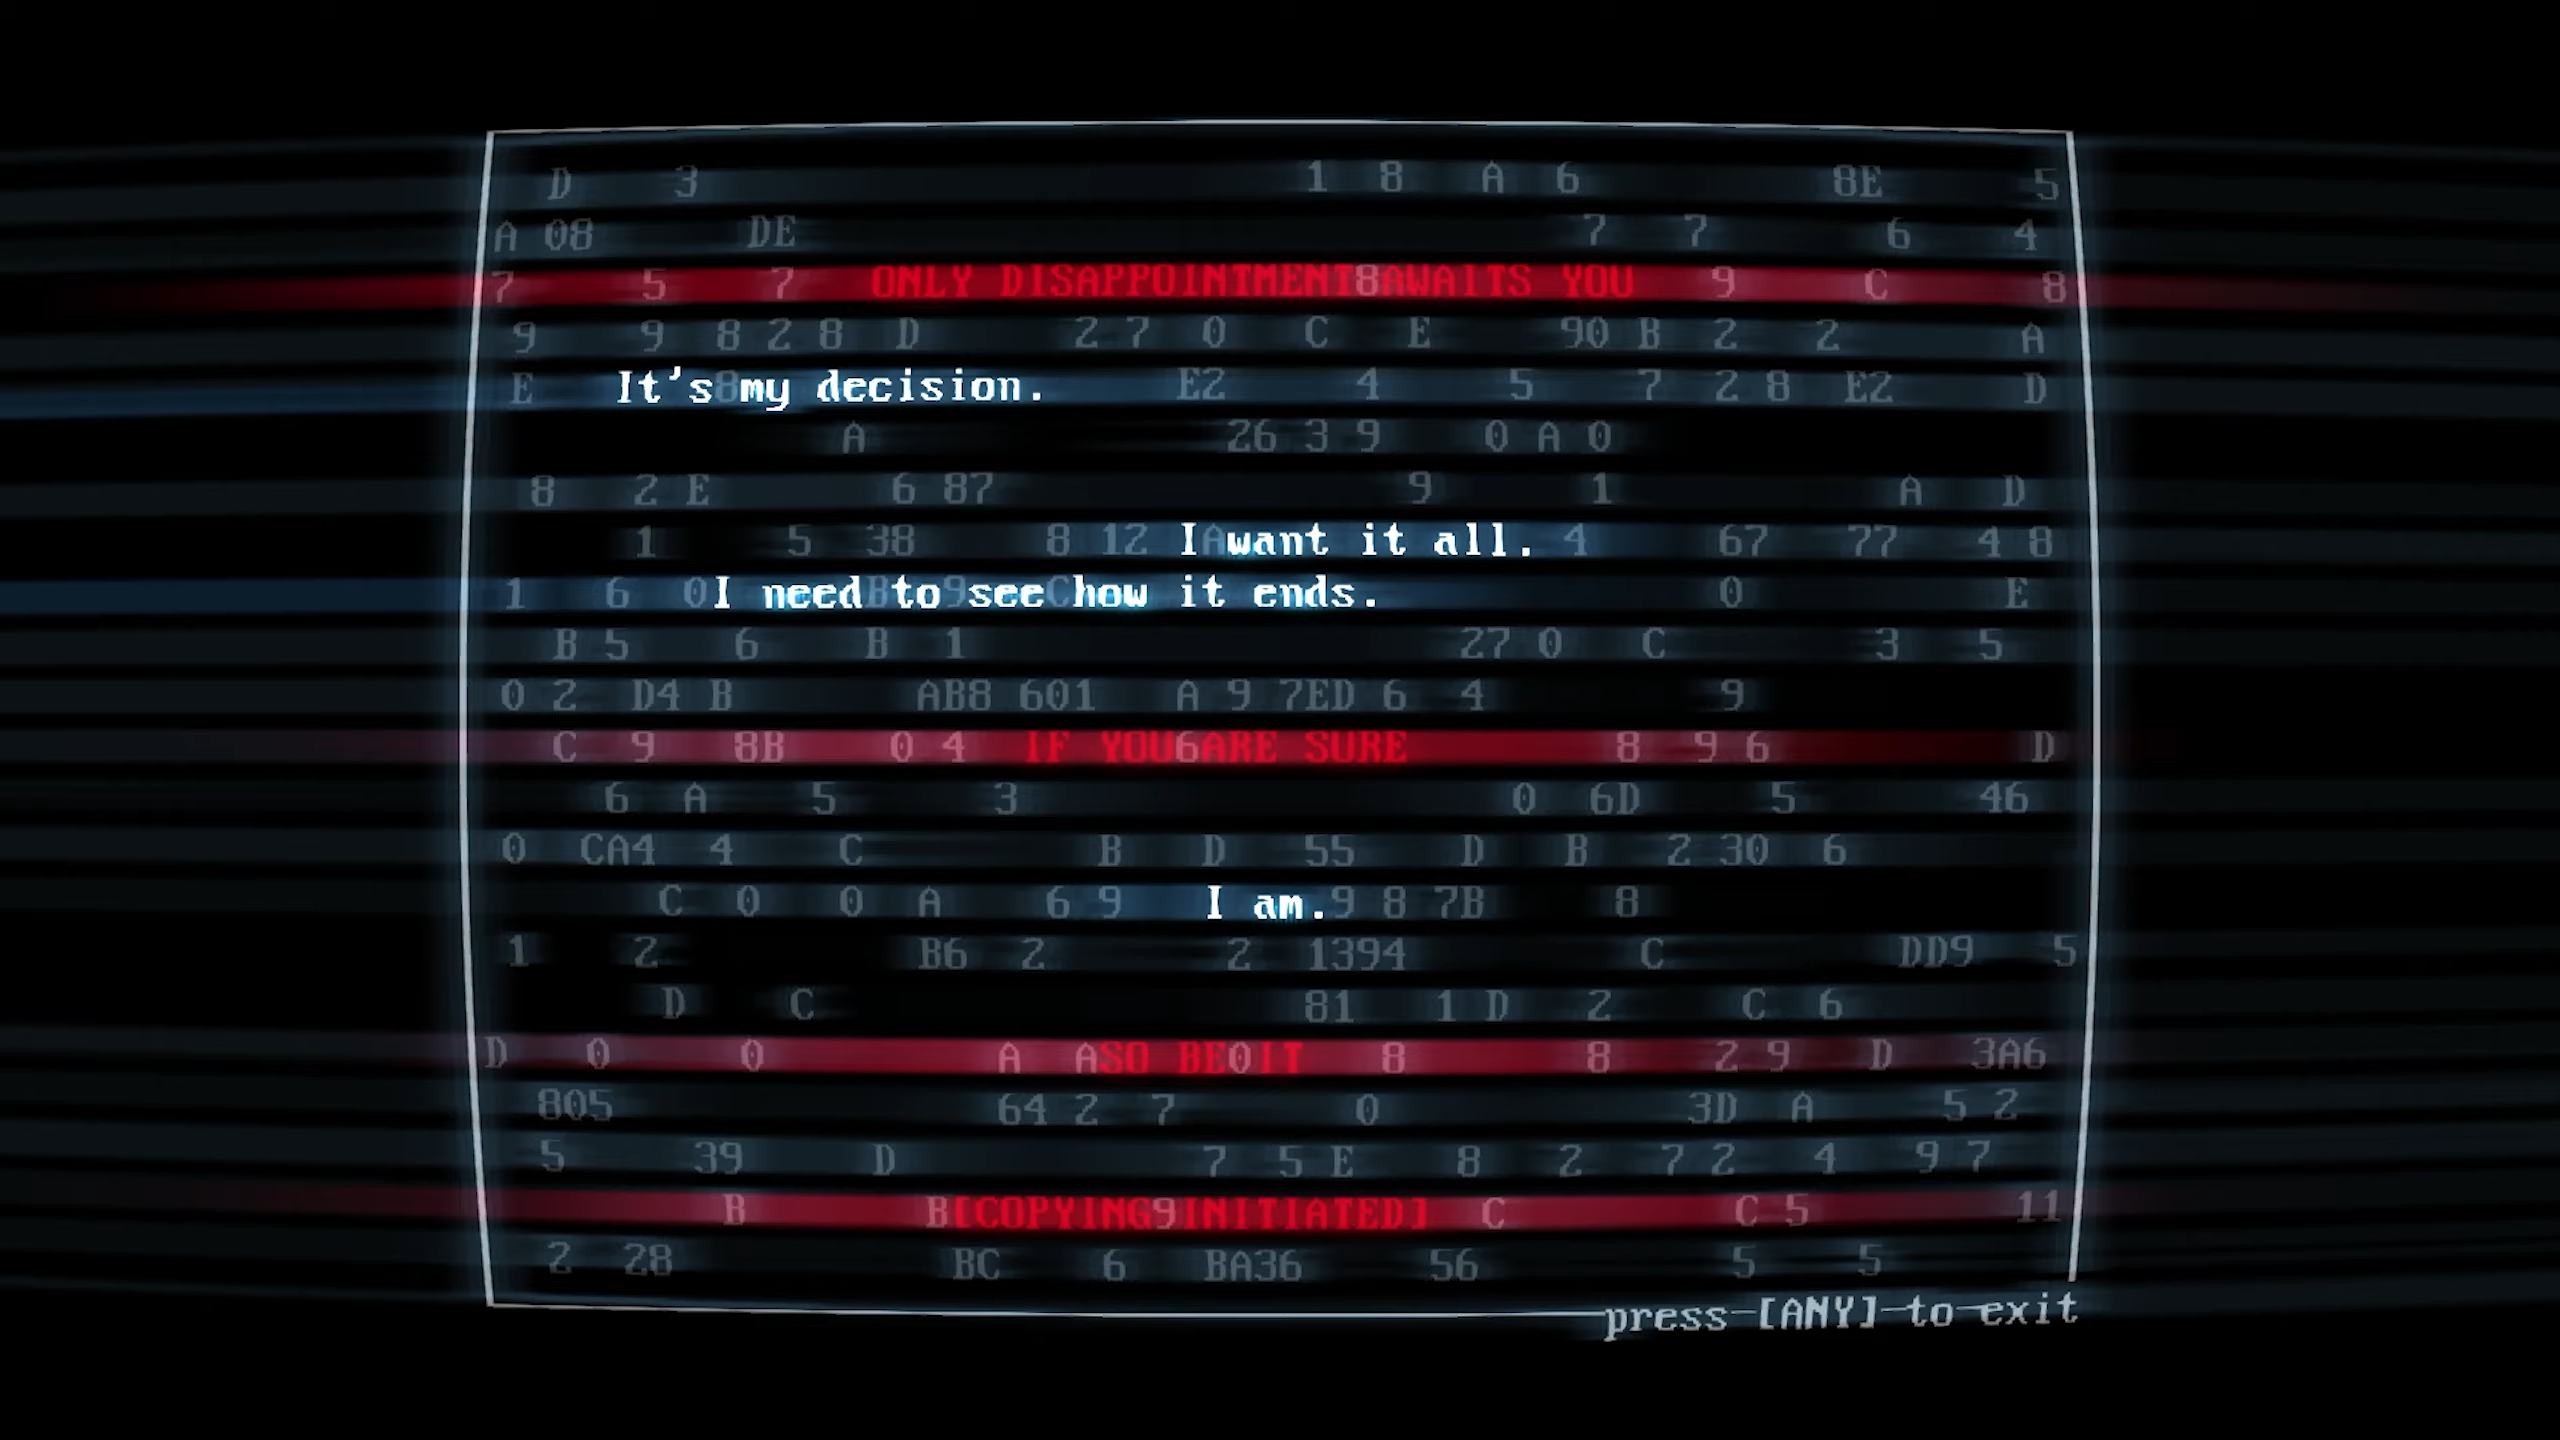 D 3 1 8 A 6 8E 5
A 08 DE 7 7 6 4
7 5 7 ONLY DISAPPOINTMENT8AWAITS YOU 9 C 8
9 9 8 2 8 D 2 7 0 C E 90 B 2 2 A
E It's8my decision. E2 4 5 7 2 8 E2 D
A 26 3 9 0 A 0
8 2 E 6 87 9 1 A D
1 5 38 8 12 IAwant it all. 4 67 77 4 8
1 6 0I needBto9seeChow it ends. 0 E
B 5 6 B 1 27 0 C 3 5
0 2 D4 B AB8 601 A 9 7ED 6 4 9
C 9 8B 0 4 IF YOU6ARE SURE 8 9 6 D
6 A 5 3 0 6D 5 46
0 CA4 4 C B D 55 D B 2 30 6
C 0 0 A 6 9 I am.9 8 7B 8
1 2 B6 2 2 1394 C DD9 5
D C 81 1 D 2 C 6
D 0 0 A ASO BE0IT 8 8 2 9 D 3A6
805 64 2 7 0 3D A 5 2
5 39 D 7 5 E 8 2 7 2 4 9 7
B B[COPYING9INITIATED] C C 5 11
2 28 BC 6 BA36 56 5 5
press [ANY] to exit